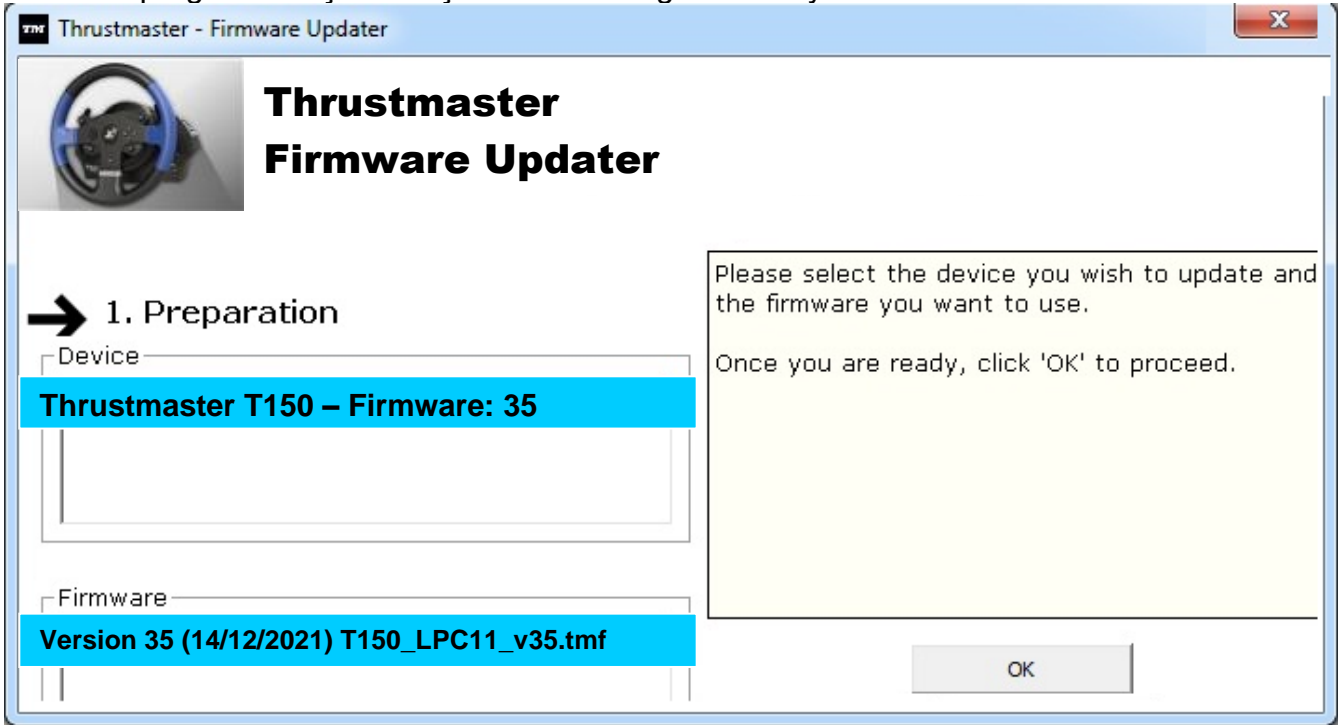 Thrustmaster - Firmware Updater
Thrustmaster
Firmware Updater
1. Preparation
Device
Thrustmaster T150 – Firmware: 35
Firmware
Version 35 (14/12/2021) T150_LPC11_v35.tmf
Please select the device you wish to update and
the firmware you want to use.
Once you are ready, click 'OK' to proceed.
OK